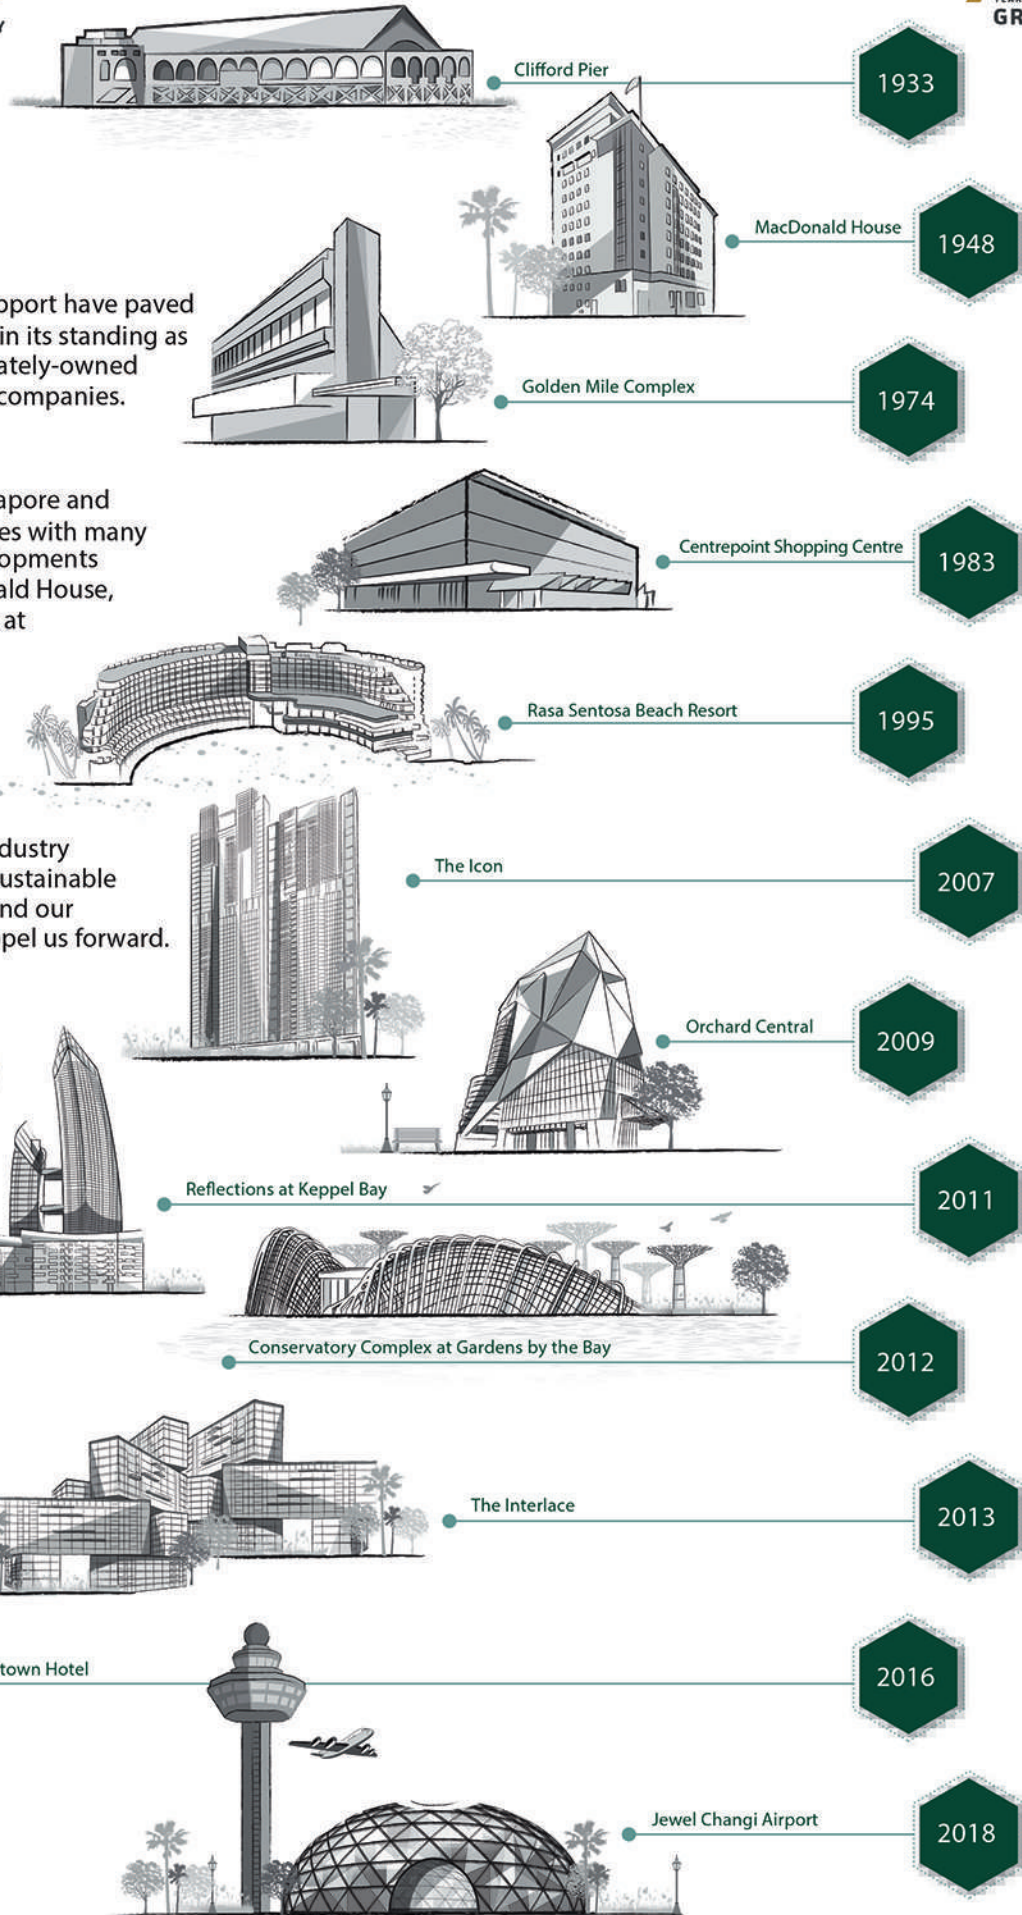 Y
GR
Clifford Pier
1933
MacDonald House
1948
pport have paved
in its standing as
ately-owned
companies.
Golden Mile Complex
1974
apore and
es with many
opments
ald House,
at
Centrepoint Shopping Centre
1983
Rasa Sentosa Beach Resort
1995
dustry
ustainable
nd our
pel us forward.
The Icon
2007
Orchard Central
2009
Reflections at Keppel Bay
2011
Conservatory Complex at Gardens by the Bay
2012
The Interlace
2013
town Hotel
2016
Jewel Changi Airport
2018